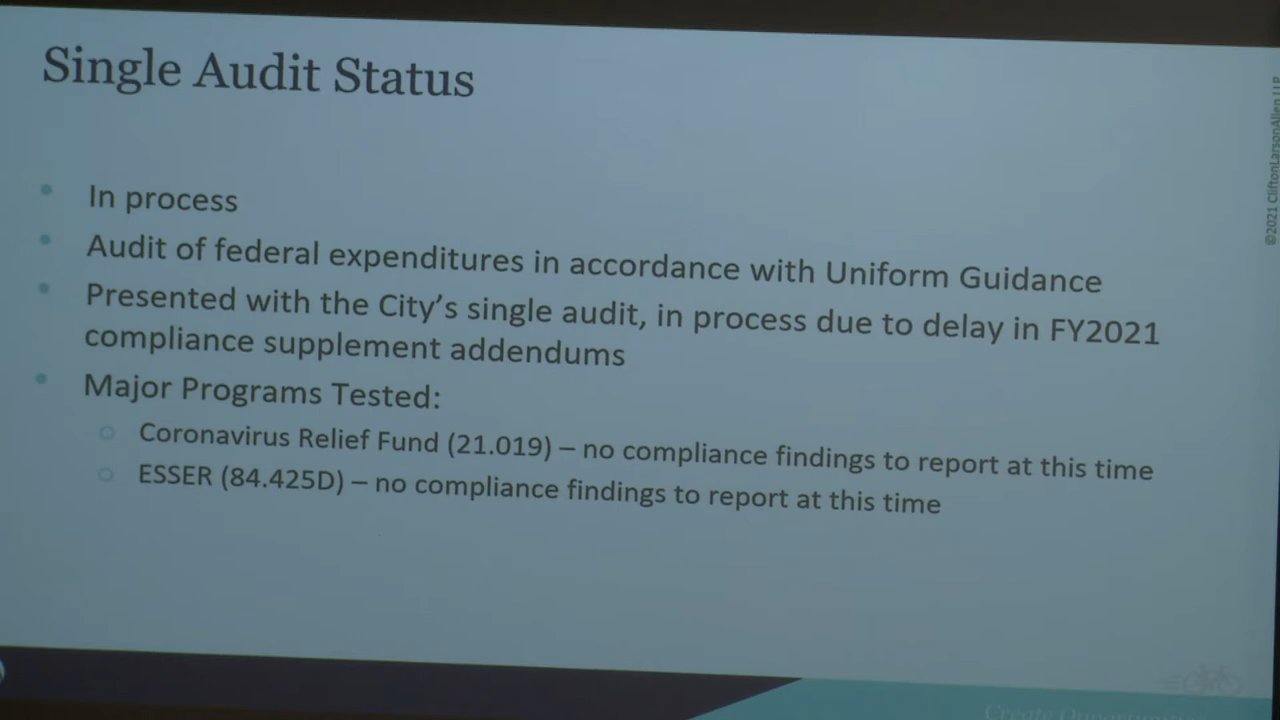 Single Audit Status
In process
Audit of federal expenditures in accordance with Uniform Guidance
Presented with the City's single audit, in process due to delay in FY2021
compliance supplement addendums
Major Programs Tested:
Coronavirus Relief Fund (21.019) – no compliance findings to report at this time
ESSER (84.425D) – no compliance findings to report at this time
©2021 CliftonLarsonAllen LLP
Create